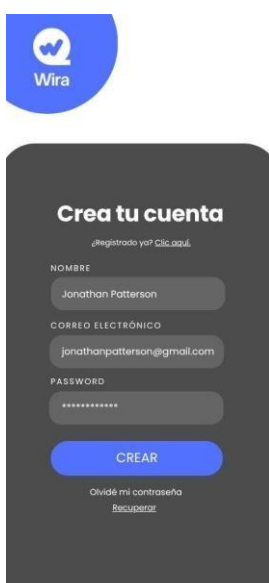 Wira
Crea tu cuenta
¿Registrado ya? Clic aquí.
NOMBRE
Jonathan Patterson
CORREO ELECTRÓNICO
jonathanpatterson@gmail.com
PASSWORD
************
CREAR
Olvidé mi contraseña
Recuperar